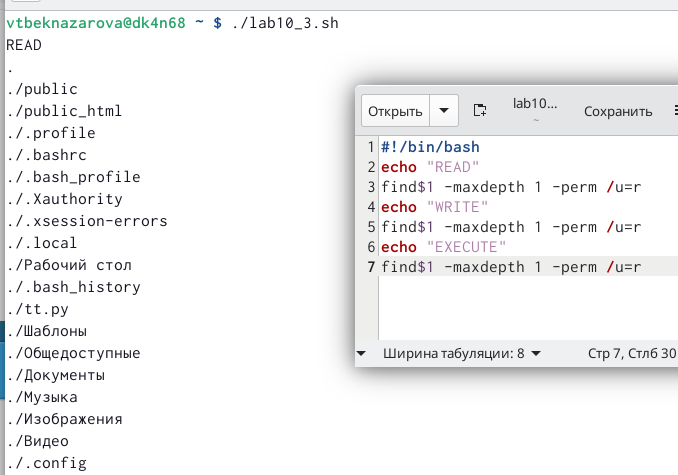 vtbeknazarova@dk4n68 ~ $ ./lab10_3.sh
READ
.
./public
./public_html
./.profile
./.bashrc
./.bash_profile
./.Xauthority
./.xsession-errors
./.local
./Рабочий стол
./.bash_history
./tt.py
./Шаблоны
./Общедоступные
./Документы
./Музыка
./Изображения
./Видео
./.config
Открыть
lab10...
~
Сохранить
1 #!/bin/bash
2 echo "READ"
3 find$1 -maxdepth 1 -perm /u=r
4 echo "WRITE"
5 find$1 -maxdepth 1 -perm /u=r
6 echo "EXECUTE"
7 find$1 -maxdepth 1 -perm /u=r
Ширина табуляции: 8
Стр 7, Стлб 30